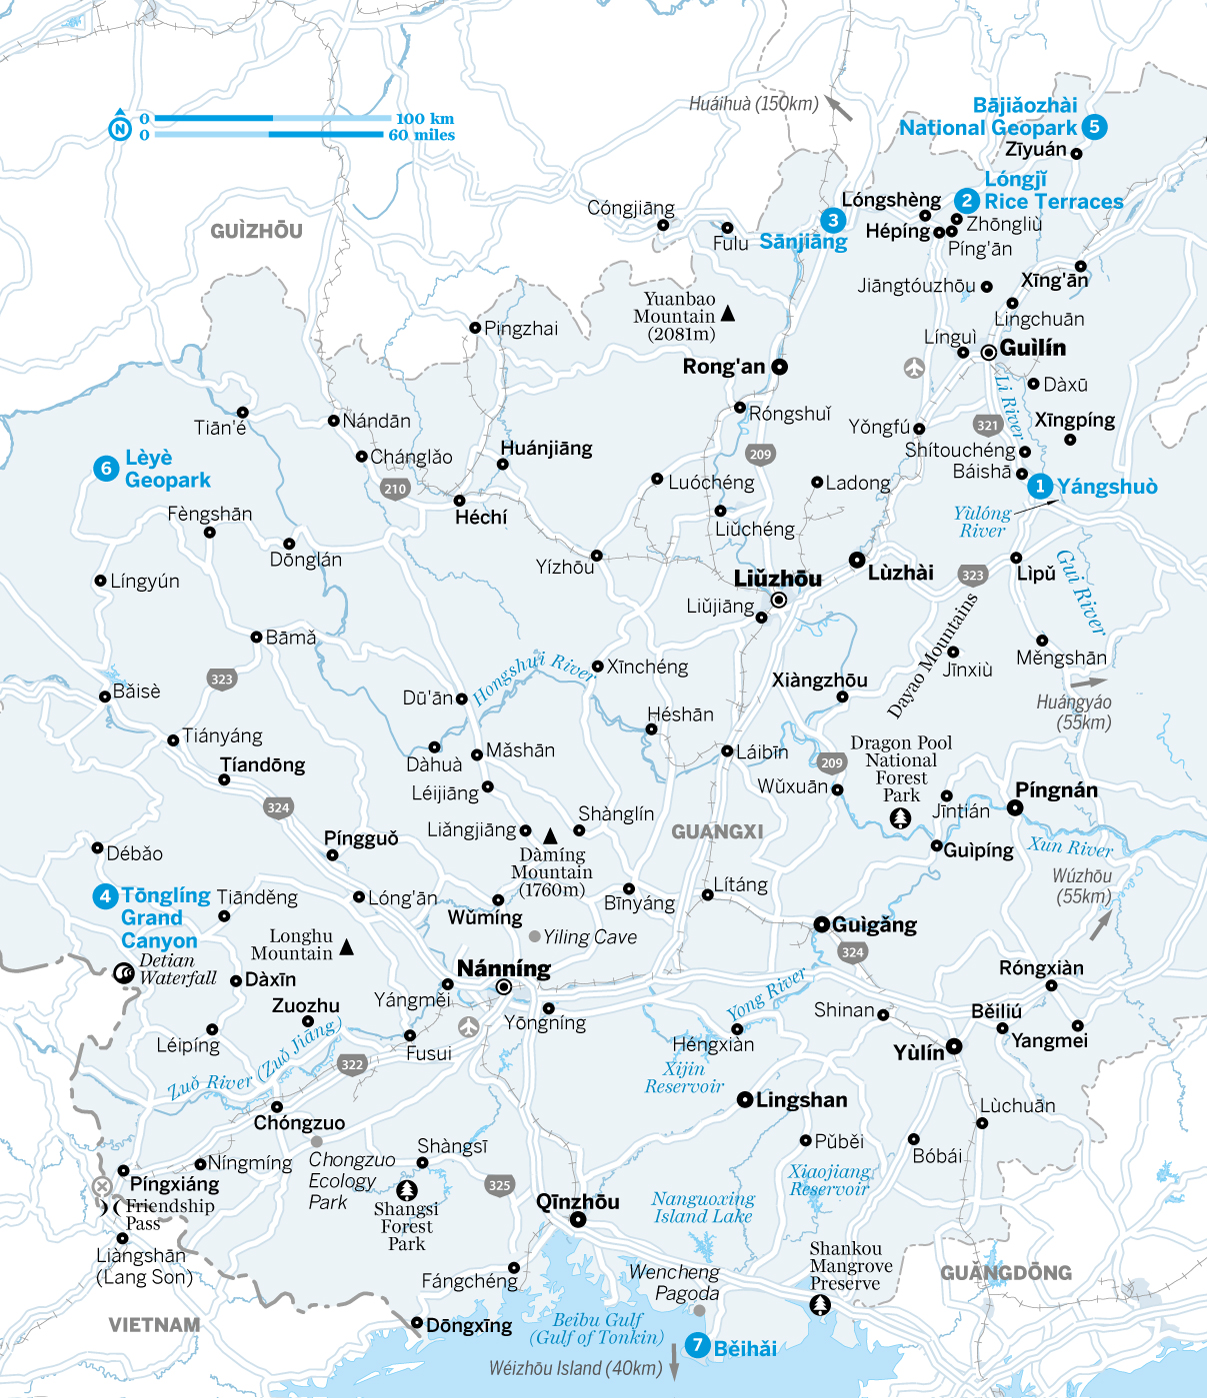 Huáihuà (150km)
Bājiǎozhài
National Geopark 5
Zīyuán
N
0 100 km
0 60 miles
Lóngjǐ
2 Rice Terraces
Lóngshèng
3
Sānjiāng
Zhōngliù
Hépíng
Píng'ān
Cóngjiāng
Fulu
GUÌZHŌU
Xīng'ān
Jiāngtóuzhōu
Lingchuān
Yuanbao
Mountain
(2081m)
Pingzhai
Línguì
Guìlín
Rong'an
Dàxū
Li River
Róngshuǐ
Xīngpíng
Tiān'é
Nándān
Yǒngfú
321
Huánjiāng
Shítouchéng
Chánglǎo
209
Báishā
6 Lèyè
Geopark
Luóchéng
Ladong
1 Yángshuò
210
Héchí
Fèngshān
Liǔchéng
Yùlóng
River
Dōnglán
Yízhōu
Gui River
Língyún
Liǔzhōu
Lùzhài
323
Lìpǔ
Liǔjiāng
Dayao Mountains
Bāmǎ
Měngshān
Hongshui River
Xīnchéng
Jīnxiù
323
Xiàngzhōu
Bǎisè
Dū'ān
Huángyáo
(55km)
Héshān
Tiányáng
Dàhuà
Mǎshān
Láibīn
Dragon Pool
National
Forest
Park
Tíandōng
209
Wǔxuān
Léijiāng
Píngnán
324
Jīntián
Shànglín
Liǎngjiāng
GUANGXI
Píngguǒ
Dàmíng
Mountain
(1760m)
Guìpíng
Xun River
Débǎo
Wúzhōu
(55km)
4 Tōnglíng
Grand
Canyon
Tiānděng
Lóng'ān
Wǔmíng
Bīnyáng
Lítáng
Guìgǎng
Longhu
Mountain
Yiling Cave
324
Detian
Waterfall
Nánníng
Róngxiàn
Dàxīn
Yong River
Zuozhu
Yángměi
Yōngníng
Shinan
Běiliú
Léipíng
Zuǒ River (Zuǒ Jiāng)
Fusui
Héngxiàn
Yangmei
Yùlín
322
Xijin
Reservoir
Chóngzuo
Lingshan
Lùchuān
Shàngsī
Pǔběi
Bóbái
Níngmíng
Chongzuo
Ecology
Park
Píngxiáng
Xiaojiang
Reservoir
325
Friendship
Pass
Shangsi
Forest
Park
Qīnzhōu
Nanguoxing
Island Lake
Liàngshān
(Lang Son)
Shankou
Mangrove
Preserve
Fángchéng
Wencheng
Pagoda
GUǍNGDŌNG
VIETNAM
Dōngxīng
Beibu Gulf
(Gulf of Tonkin)
7 Běihǎi
Wéizhōu Island (40km)